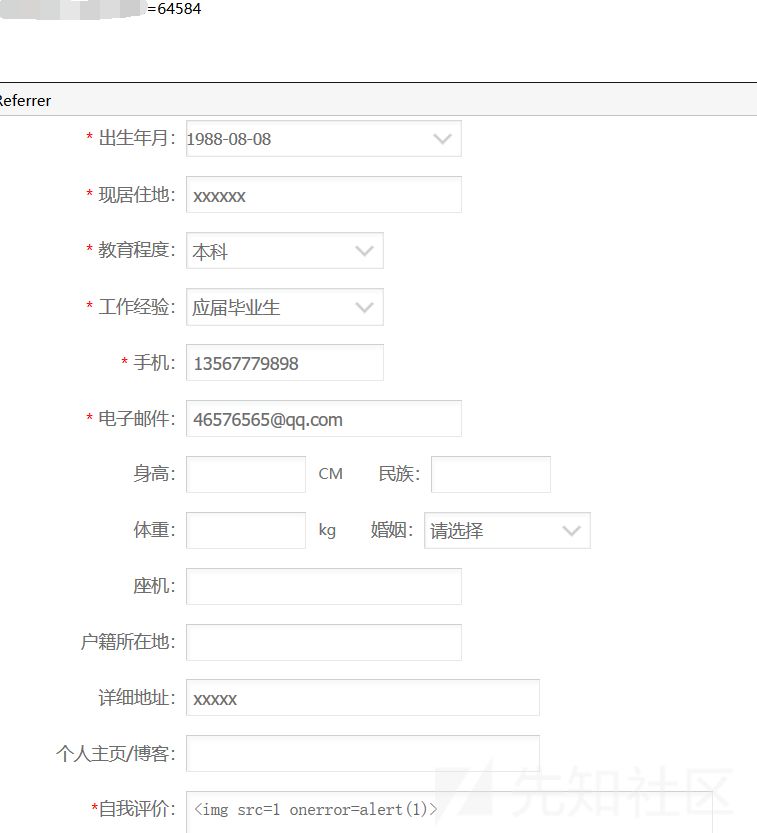 =64584
Referrer
* 出生年月: 1988-08-08
* 现居住地: xxxxxx
* 教育程度: 本科
* 工作经验: 应届毕业生
* 手机: 13567779898
* 电子邮件: 46576565@qq.com
身高: CM 民族:
体重: kg 婚姻: 请选择
座机:
户籍所在地:
详细地址: xxxxx
个人主页/博客:
*自我评价: <img src=1 onerror=alert(1)>
先知社区